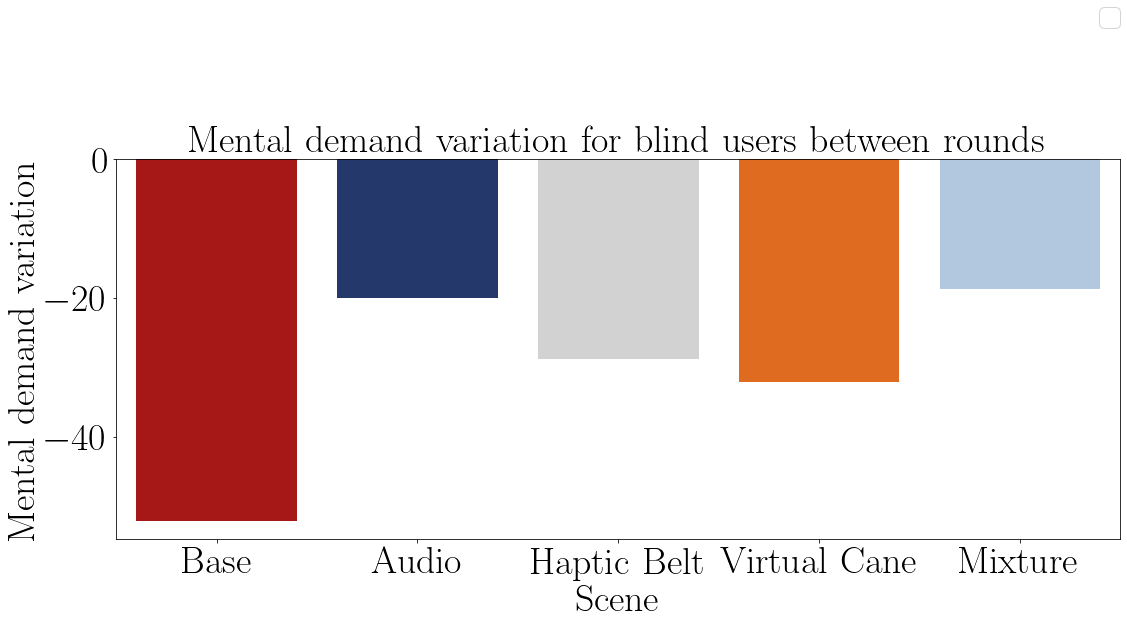 Mental demand variation for blind users between rounds
Mental demand variation
0
−20
−40
Base
Audio
Haptic Belt
Virtual Cane
Mixture
Scene